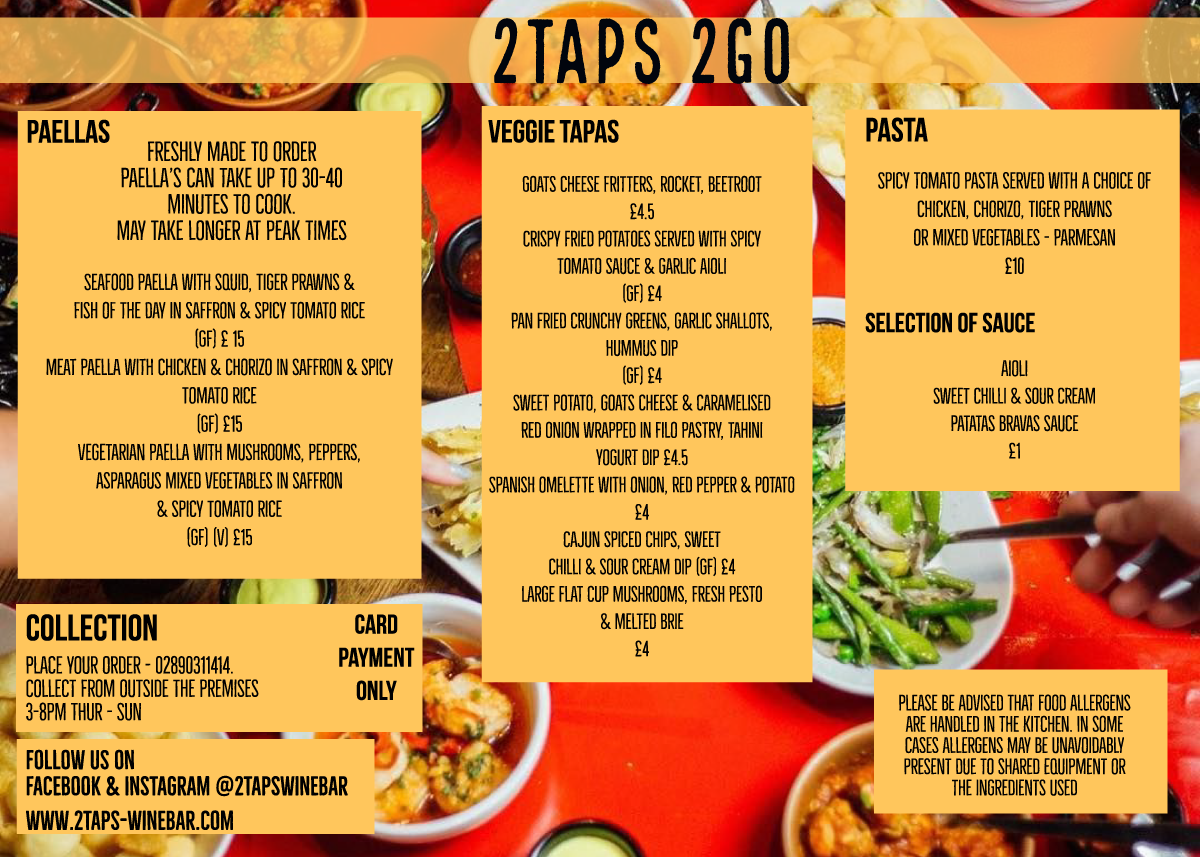 2TAPS 2GO
PAELLAS
FRESHLY MADE TO ORDER
PAELLA'S CAN TAKE UP TO 30-40
MINUTES TO COOK.
MAY TAKE LONGER AT PEAK TIMES
SEAFOOD PAELLA WITH SQUID, TIGER PRAWNS &
FISH OF THE DAY IN SAFFRON & SPICY TOMATO RICE
(GF) £ 15
MEAT PAELLA WITH CHICKEN & CHORIZO IN SAFFRON & SPICY
TOMATO RICE
(GF) £15
VEGETARIAN PAELLA WITH MUSHROOMS, PEPPERS,
ASPARAGUS MIXED VEGETABLES IN SAFFRON
& SPICY TOMATO RICE
(GF) (V) £15
COLLECTION
PLACE YOUR ORDER - 02890311414.
COLLECT FROM OUTSIDE THE PREMISES
3-8PM THUR - SUN
CARD
PAYMENT
ONLY
FOLLOW US ON
FACEBOOK & INSTAGRAM @2TAPSWINEBAR
WWW.2TAPS-WINEBAR.COM
VEGGIE TAPAS
GOATS CHEESE FRITTERS, ROCKET, BEETROOT
£4.5
CRISPY FRIED POTATOES SERVED WITH SPICY
TOMATO SAUCE & GARLIC AIOLI
(GF) £4
PAN FRIED CRUNCHY GREENS, GARLIC SHALLOTS,
HUMMUS DIP
(GF) £4
SWEET POTATO, GOATS CHEESE & CARAMELISED
RED ONION WRAPPED IN FILO PASTRY, TAHINI
YOGURT DIP £4.5
SPANISH OMELETTE WITH ONION, RED PEPPER & POTATO
£4
CAJUN SPICED CHIPS, SWEET
CHILLI & SOUR CREAM DIP (GF) £4
LARGE FLAT CUP MUSHROOMS, FRESH PESTO
& MELTED BRIE
£4
PASTA
SPICY TOMATO PASTA SERVED WITH A CHOICE OF
CHICKEN, CHORIZO, TIGER PRAWNS
OR MIXED VEGETABLES - PARMESAN
£10
SELECTION OF SAUCE
AIOLI
SWEET CHILLI & SOUR CREAM
PATATAS BRAVAS SAUCE
£1
PLEASE BE ADVISED THAT FOOD ALLERGENS
ARE HANDLED IN THE KITCHEN. IN SOME
CASES ALLERGENS MAY BE UNAVOIDABLY
PRESENT DUE TO SHARED EQUIPMENT OR
THE INGREDIENTS USED